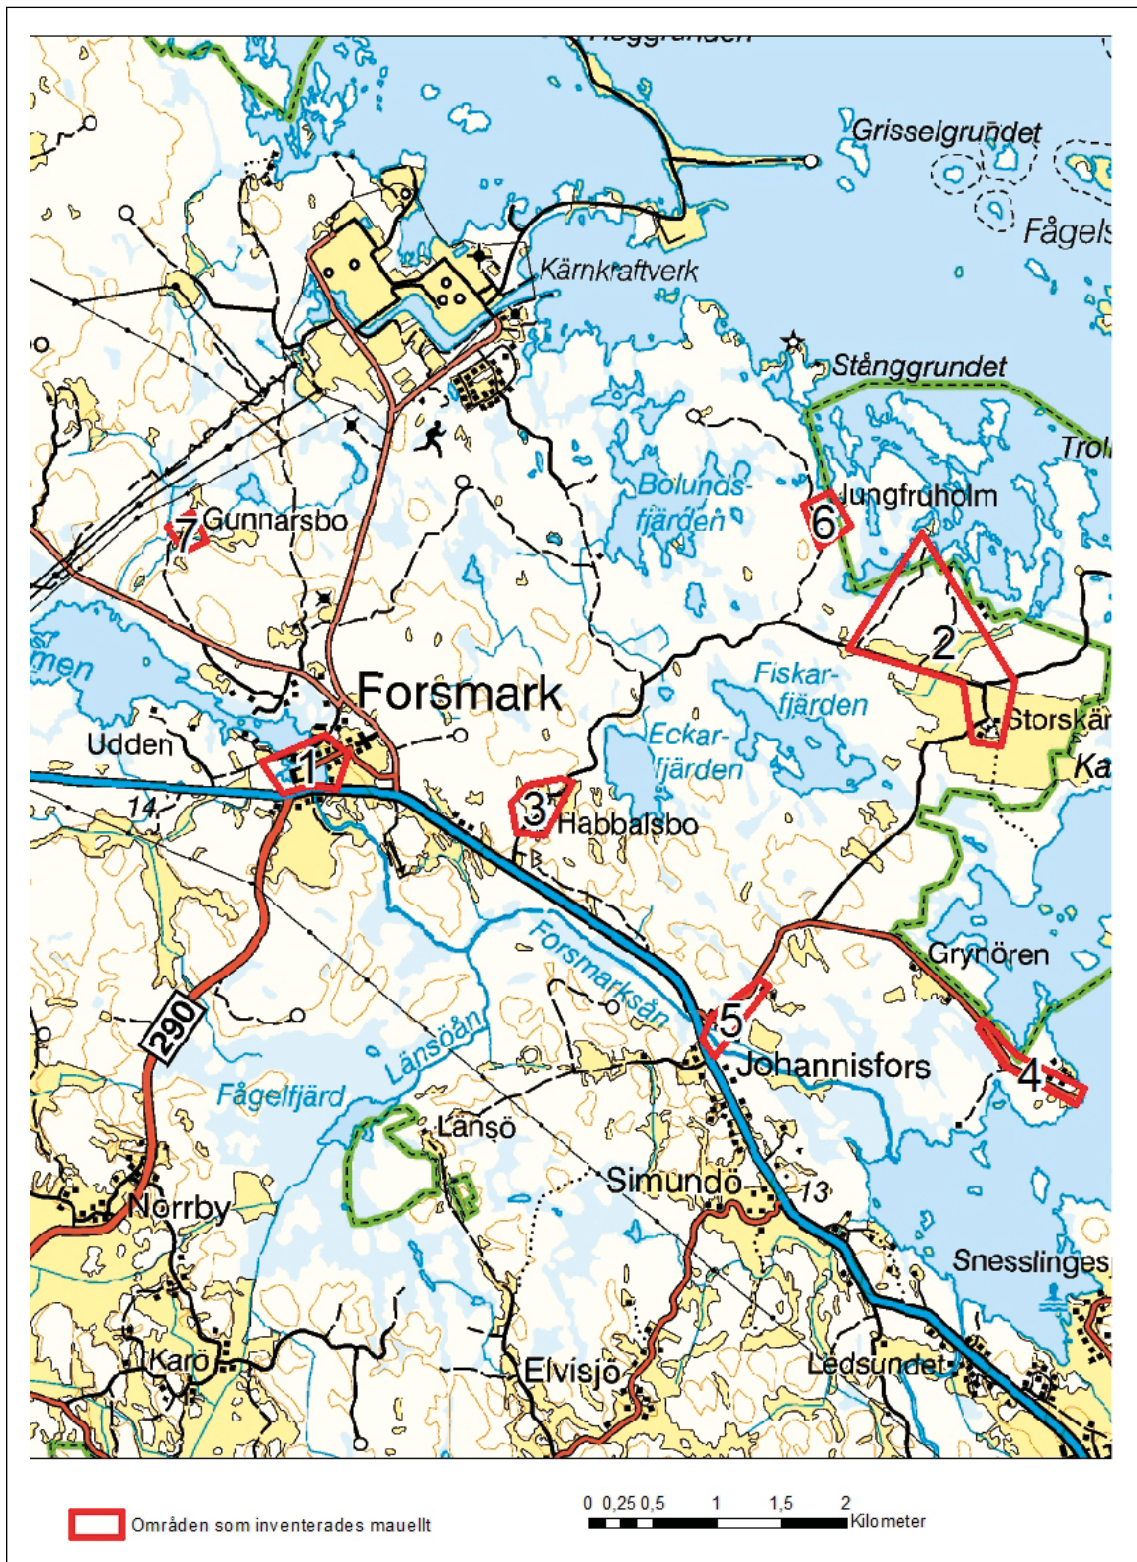 Grisselgrundet
Fågels
Kärnkraftverk
Stånggrundet
Trol
Bolunds-
fjärden
Jungfruholm
6
7
Gunnarsbo
2
men
Forsmark
Fiskar-
fjärden
Storskär
Udden
1
Eckar-
fjärden
Ka
14
3
Habbalsbo
Forsmarksån
Grynören
290
5
Länsöån
Johannisfors
4
Fågelfjärd
Länsö
Simundö
13
Norrby
Snesslinges
Karö
Elvisjö
Ledsundet
Områden som inventerades mauellt
0 0,25 0,5 1 1,5 2
Kilometer